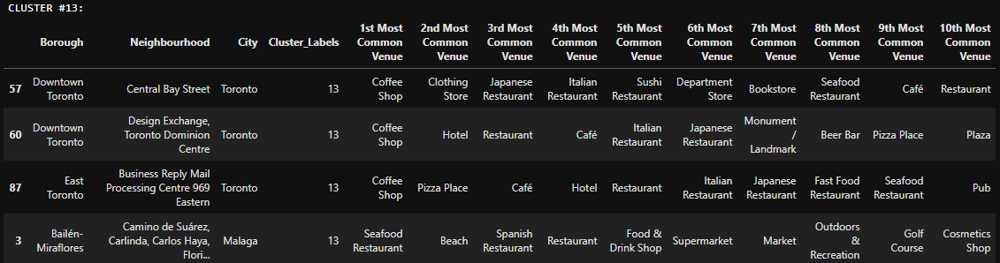 CLUSTER #13:
Borough Neighbourhood City Cluster_Labels 1st Most Common Venue 2nd Most Common Venue 3rd Most Common Venue 4th Most Common Venue 5th Most Common Venue 6th Most Common Venue 7th Most Common Venue 8th Most Common Venue 9th Most Common Venue 10th Most Common Venue
57 Downtown Toronto Central Bay Street Toronto 13 Coffee Shop Clothing Store Japanese Restaurant Italian Restaurant Sushi Restaurant Department Store Bookstore Seafood Restaurant Café Restaurant
60 Downtown Toronto Design Exchange, Toronto Dominion Centre Toronto 13 Coffee Shop Hotel Restaurant Café Italian Restaurant Japanese Restaurant Monument / Landmark Beer Bar Pizza Place Plaza
87 East Toronto Business Reply Mail Processing Centre 969 Eastern Toronto 13 Coffee Shop Pizza Place Café Hotel Restaurant Italian Restaurant Japanese Restaurant Fast Food Restaurant Seafood Restaurant Pub
3 Bailén-Miraflores Camino de Suárez, Carlinda, Carlos Haya, Flori... Malaga 13 Seafood Restaurant Beach Spanish Restaurant Restaurant Food & Drink Shop Supermarket Market Outdoors & Recreation Golf Course Cosmetics Shop